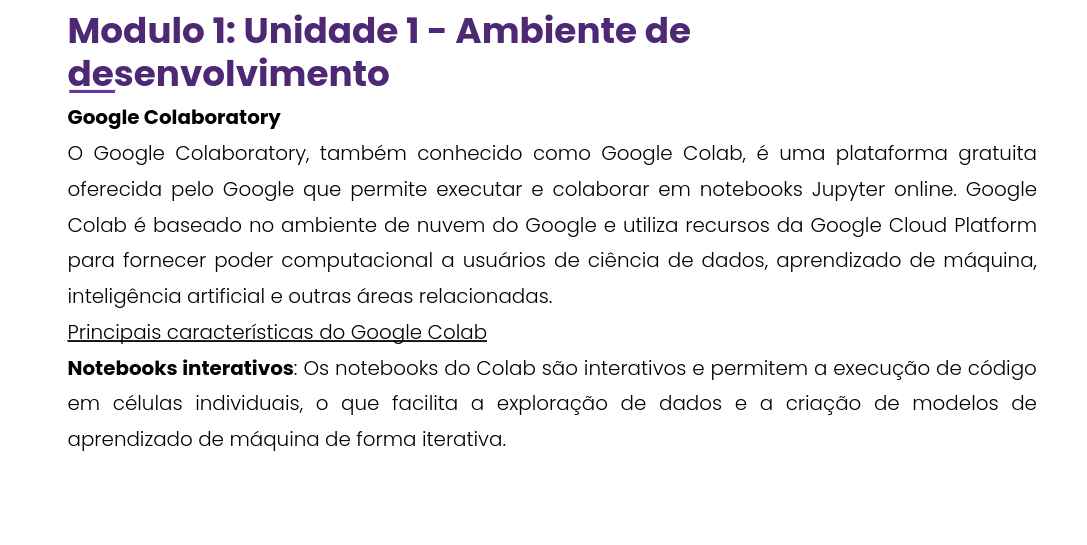 Modulo 1: Unidade 1 - Ambiente de
desenvolvimento
Google Colaboratory
O Google Colaboratory, também conhecido como Google Colab, é uma plataforma gratuita
oferecida pelo Google que permite executar e colaborar em notebooks Jupyter online. Google
Colab é baseado no ambiente de nuvem do Google e utiliza recursos da Google Cloud Platform
para fornecer poder computacional a usuários de ciência de dados, aprendizado de máquina,
inteligência artificial e outras áreas relacionadas.
Principais características do Google Colab
Notebooks interativos: Os notebooks do Colab são interativos e permitem a execução de código
em células individuais, o que facilita a exploração de dados e a criação de modelos de
aprendizado de máquina de forma iterativa.